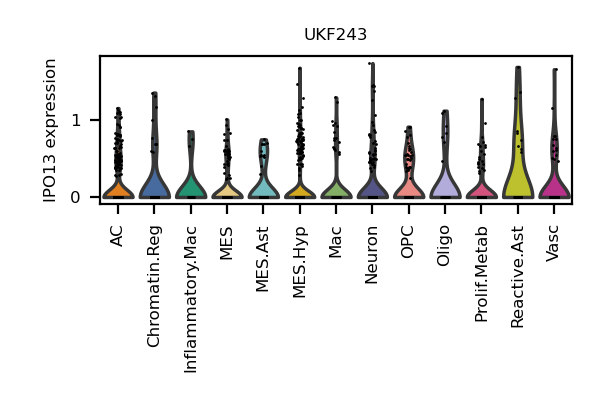 UKF243
IPO13 expression
1
0
AC
Chromatin.Reg
Inflammatory.Mac
MES
MES.Ast
MES.Hyp
Mac
Neuron
OPC
Oligo
Prolif.Metab
Reactive.Ast
Vasc